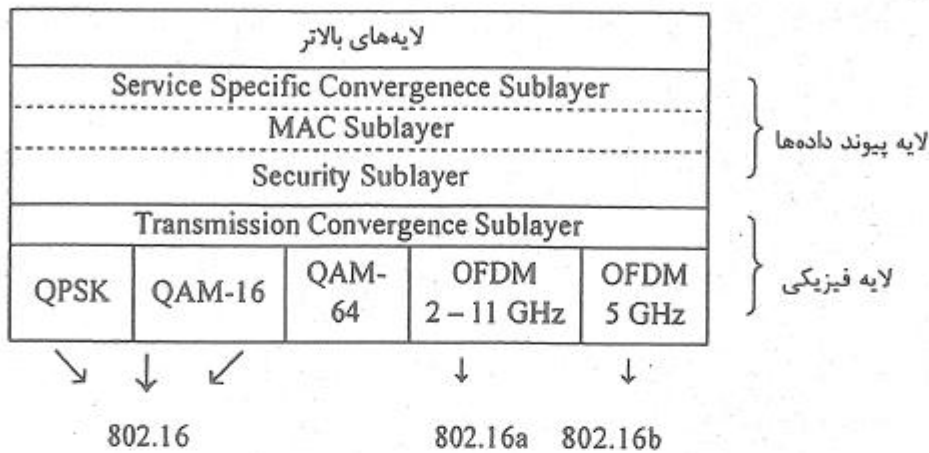 لایه‌های بالاتر
Service Specific Convergenece Sublayer
MAC Sublayer
لایه پیوند داده‌ها
Security Sublayer
Transmission Convergence Sublayer
لایه فیزیکی
QPSK
QAM-16
QAM-
64
OFDM
2 – 11 GHz
OFDM
5 GHz
802.16
802.16a
802.16b